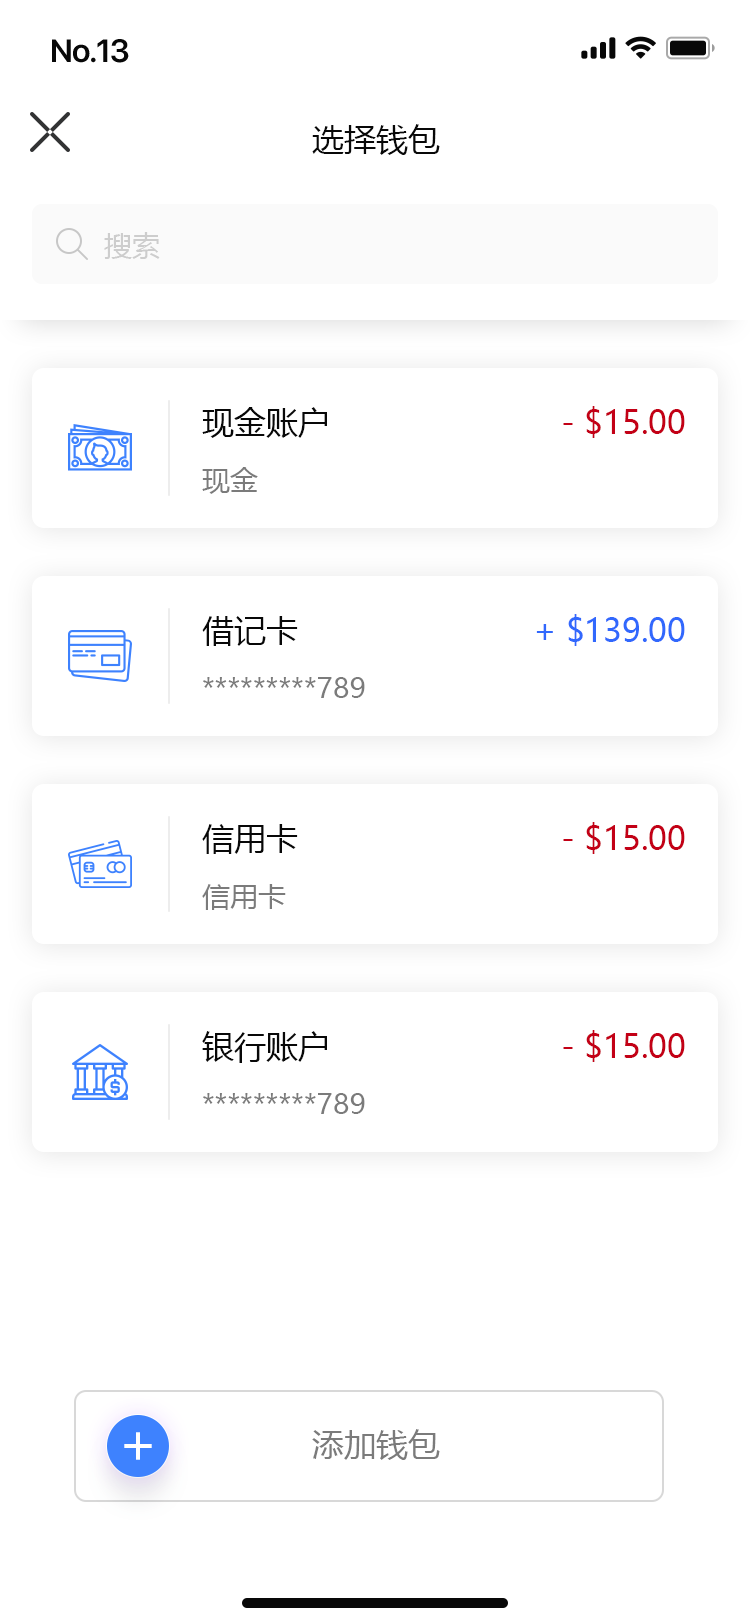 No.13
选择钱包
搜索
现金账户 - $15.00
现金
借记卡 + $139.00
*********789
信用卡 - $15.00
信用卡
银行账户 - $15.00
*********789
添加钱包